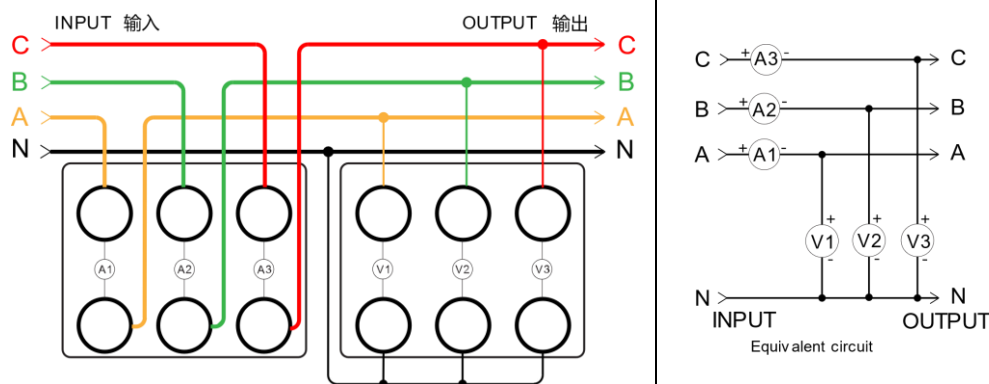 INPUT 输入
OUTPUT 输出
C
C
B
B
A
A
N
N
A1
A2
A3
V1
V2
V3
C
+
A3
-
C
B
+
A2
-
B
A
+
A1
-
A
+
+
+
V1
V2
V3
-
-
-
N
N
INPUT
OUTPUT
Equivalent circuit